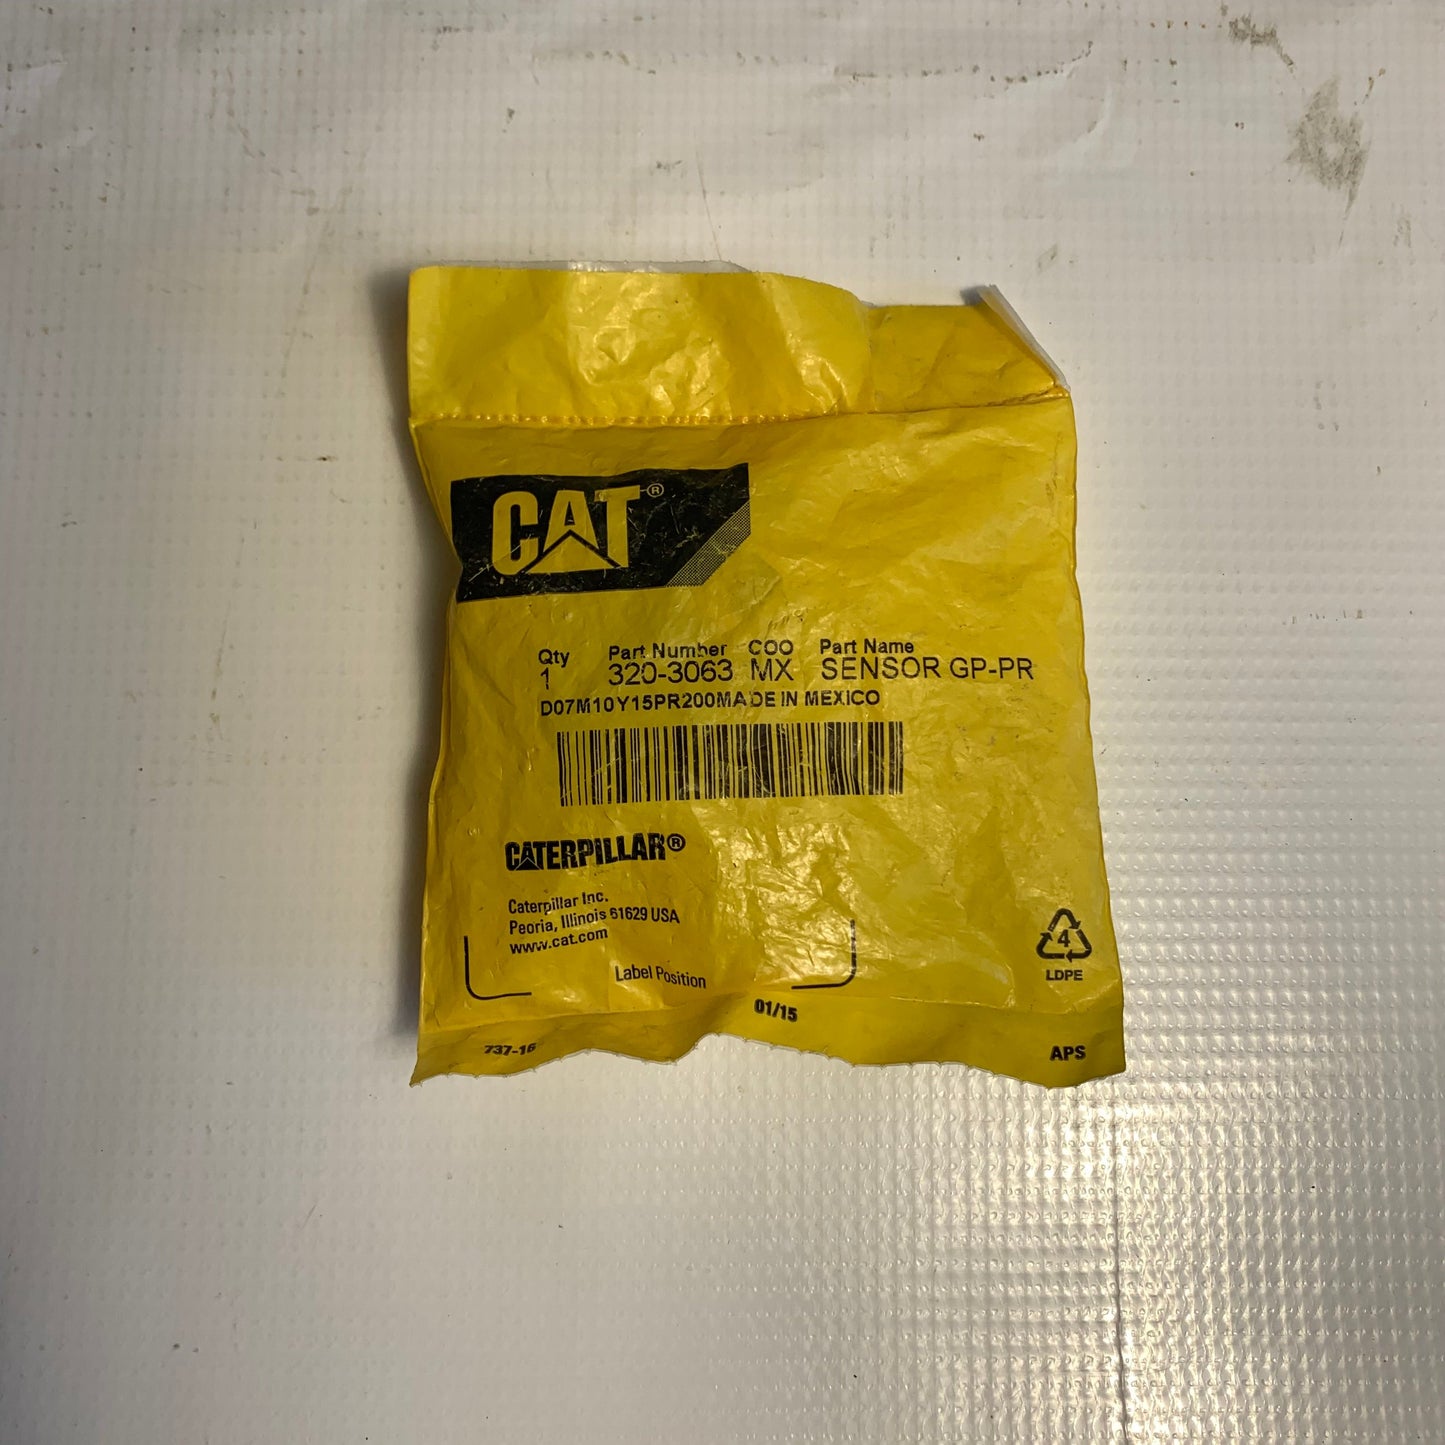 CAT®
Qty Part Number COO Part Name
1 320-3063 MX SENSOR GP-PR
D07M10Y15PR200MADE IN MEXICO
CATERPILLAR®
Caterpillar Inc.
Peoria, Illinois 61629 USA
www.cat.com
Label Position
4
LDPE
01/15
737-16
APS